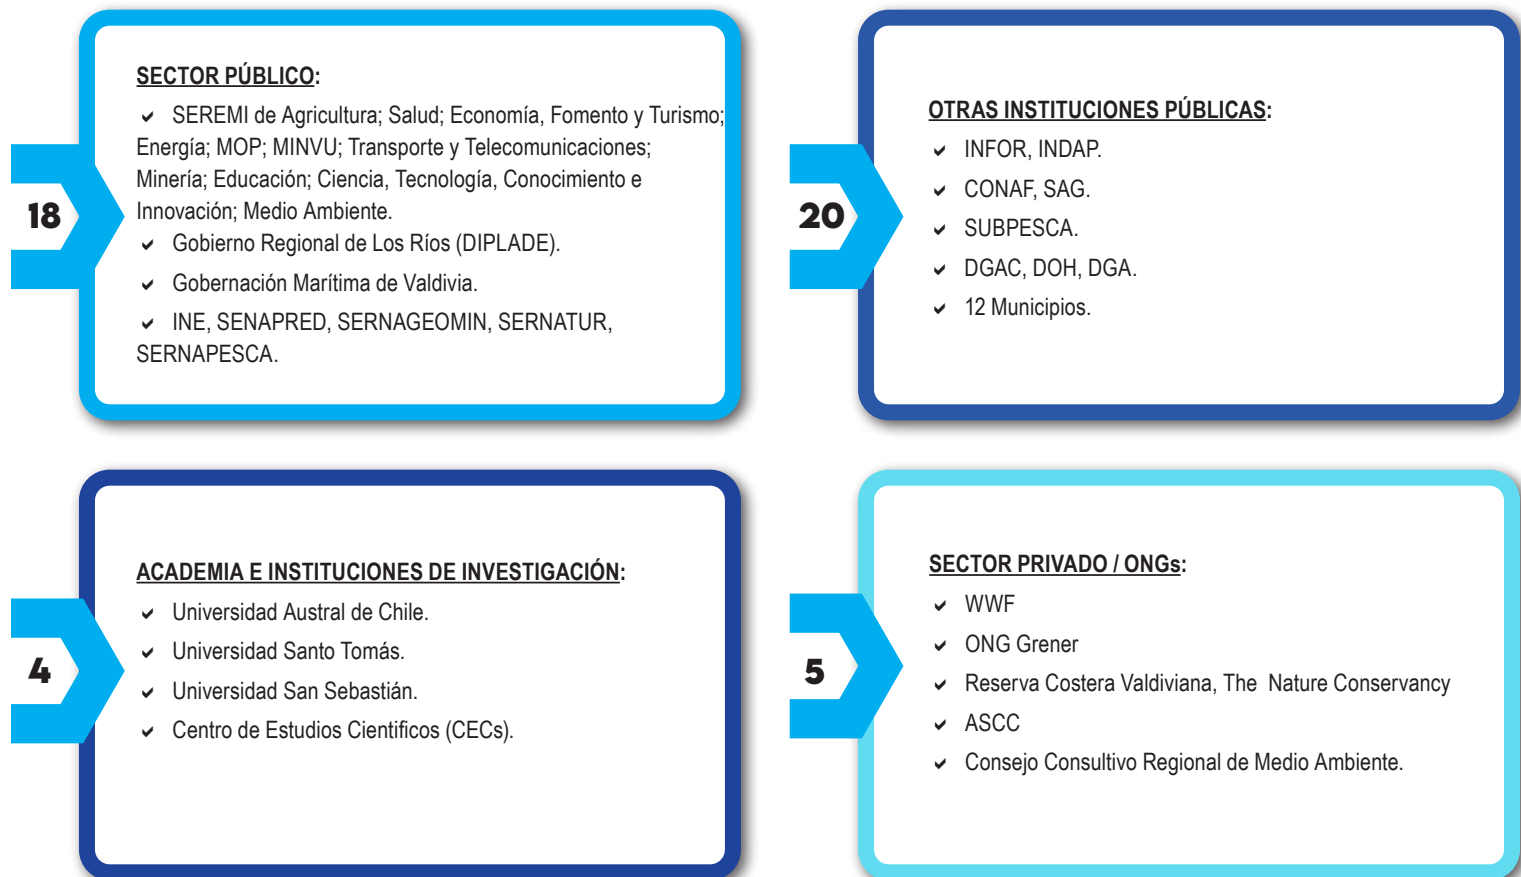 18
SECTOR PÚBLICO:
SEREMI de Agricultura; Salud; Economía, Fomento y Turismo;
Energía; MOP; MINVU; Transporte y Telecomunicaciones;
Minería; Educación; Ciencia, Tecnología, Conocimiento e
Innovación; Medio Ambiente.
Gobierno Regional de Los Ríos (DIPLADE).
Gobernación Marítima de Valdivia.
INE, SENAPRED, SERNAGEOMIN, SERNATUR,
SERNAPESCA.
20
OTRAS INSTITUCIONES PÚBLICAS:
INFOR, INDAP.
CONAF, SAG.
SUBPESCA.
DGAC, DOH, DGA.
12 Municipios.
4
ACADEMIA E INSTITUCIONES DE INVESTIGACIÓN:
Universidad Austral de Chile.
Universidad Santo Tomás.
Universidad San Sebastián.
Centro de Estudios Cientificos (CECs).
5
SECTOR PRIVADO / ONGs:
WWF
ONG Grener
Reserva Costera Valdiviana, The Nature Conservancy
ASCC
Consejo Consultivo Regional de Medio Ambiente.